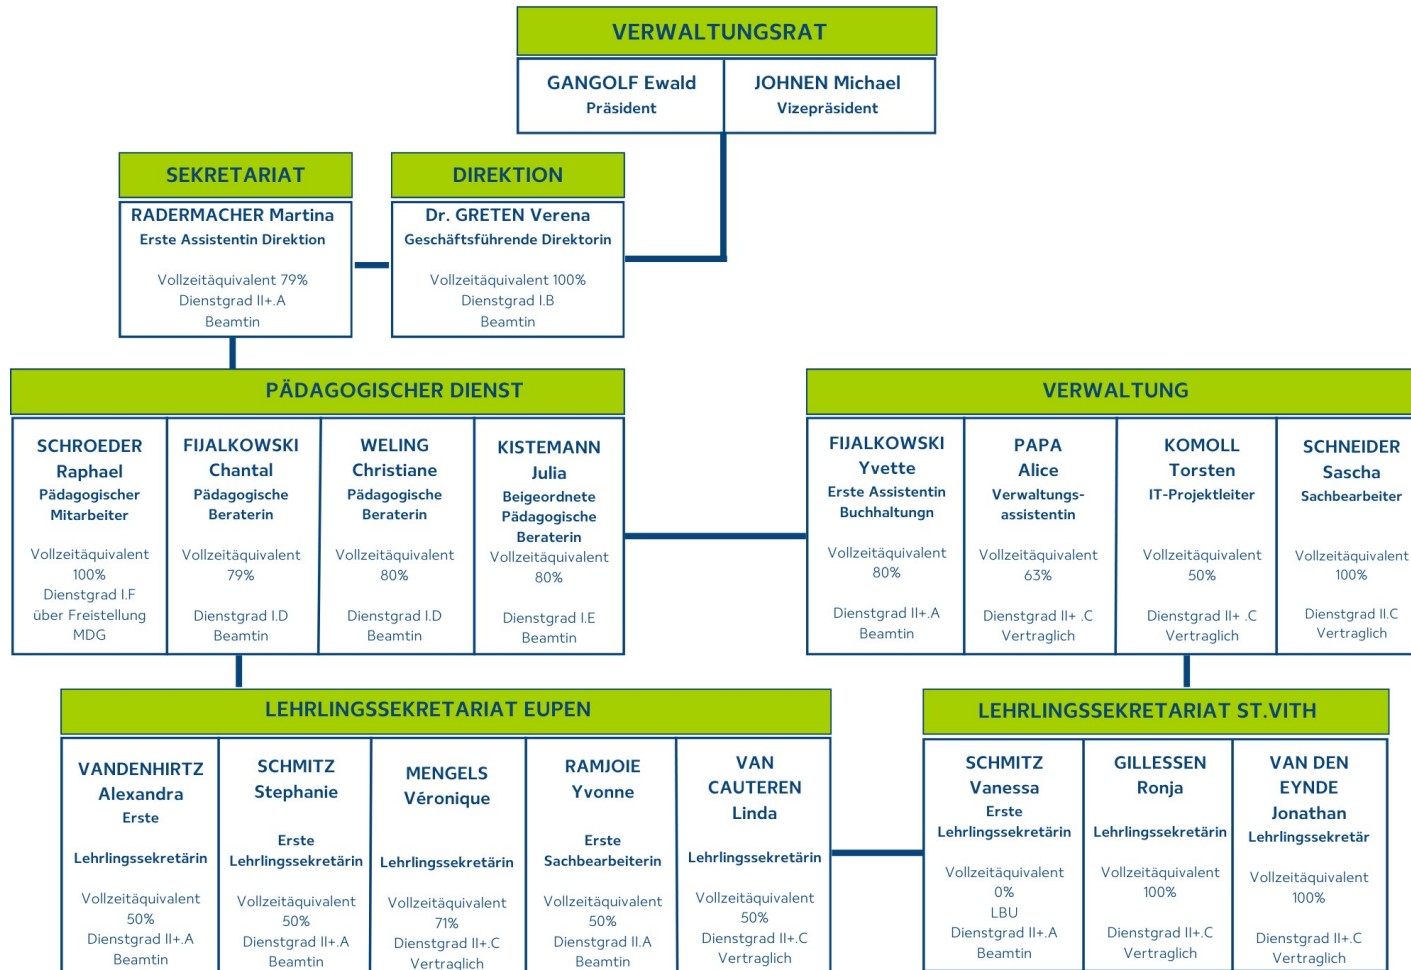 VERWALTUNGSRAT
GANGOLF Ewald
Präsident
JOHNEN Michael
Vizepräsident
SEKRETARIAT
RADERMACHER Martina
Erste Assistentin Direktion
Vollzeitäquivalent 79%
Dienstgrad II+.A
Beamtin
DIREKTION
Dr. GRETEN Verena
Geschäftsführende Direktorin
Vollzeitäquivalent 100%
Dienstgrad I.B
Beamtin
PÄDAGOGISCHER DIENST
SCHROEDER
Raphael
Pädagogischer
Mitarbeiter
Vollzeitäquivalent
100%
Dienstgrad I.F
über Freistellung
MDG
FIJALKOWSKI
Chantal
Pädagogische
Beraterin
Vollzeitäquivalent
79%
Dienstgrad I.D
Beamtin
WELING
Christiane
Pädagogische
Beraterin
Vollzeitäquivalent
80%
Dienstgrad I.D
Beamtin
KISTEMANN
Julia
Beigeordnete
Pädagogische
Beraterin
Vollzeitäquivalent
80%
Dienstgrad I.E
Beamtin
VERWALTUNG
FIJALKOWSKI
Yvette
Erste Assistentin
Buchhaltungn
Vollzeitäquivalent
80%
Dienstgrad II+.A
Beamtin
PAPA
Alice
Verwaltungs-
assistentin
Vollzeitäquivalent
63%
Dienstgrad II+ .C
Vertraglich
KOMOLL
Torsten
IT-Projektleiter
Vollzeitäquivalent
50%
Dienstgrad II+ .C
Vertraglich
SCHNEIDER
Sascha
Sachbearbeiter
Vollzeitäquivalent
100%
Dienstgrad II.C
Vertraglich
LEHRLINGSSEKRETARIAT EUPEN
VANDENHIRTZ
Alexandra
Erste
Lehrlingssekretärin
Vollzeitäquivalent
50%
Dienstgrad II+.A
Beamtin
SCHMITZ
Stephanie
Erste
Lehrlingssekretärin
Vollzeitäquivalent
50%
Dienstgrad II+.A
Beamtin
MENGELS
Véronique
Lehrlingssekretärin
Vollzeitäquivalent
71%
Dienstgrad II+.C
Vertraglich
RAMJOIE
Yvonne
Erste
Sachbearbeiterin
Vollzeitäquivalent
50%
Dienstgrad II.A
Beamtin
VAN
CAUTEREN
Linda
Lehrlingssekretärin
Vollzeitäquivalent
50%
Dienstgrad II+.C
Vertraglich
LEHRLINGSSEKRETARIAT ST.VITH
SCHMITZ
Vanessa
Erste
Lehrlingssekretärin
Vollzeitäquivalent
0%
LBU
Dienstgrad II+.A
Beamtin
GILLESSEN
Ronja
Lehrlingssekretärin
Vollzeitäquivalent
100%
Dienstgrad II+.C
Vertraglich
VAN DEN
EYNDE
Jonathan
Lehrlingssekretär
Vollzeitäquivalent
100%
Dienstgrad II+.C
Vertraglich